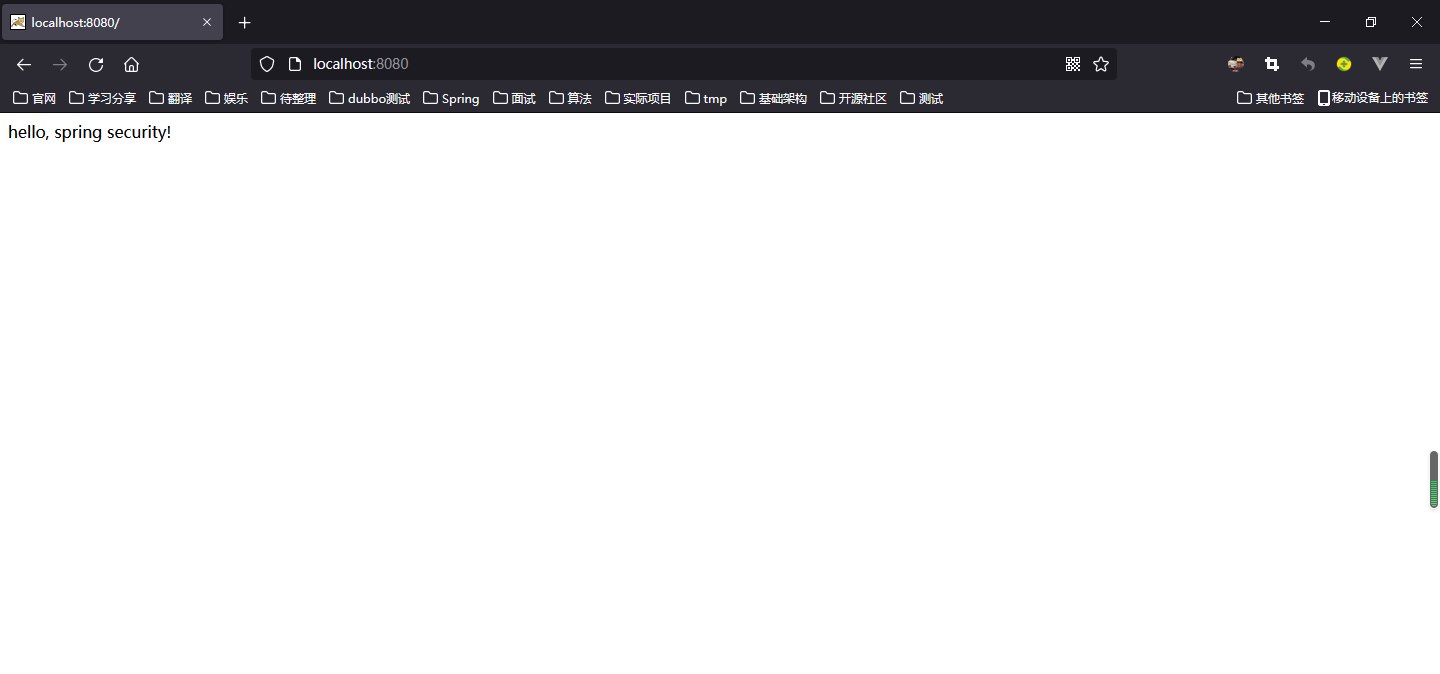 localhost:8080/
localhost:8080
官网 学习分享 翻译 娱乐 待整理 dubbo测试 Spring 面试 算法 实际项目 tmp 基础架构 开源社区 测试 其他书签 移动设备上的书签
hello, spring security!